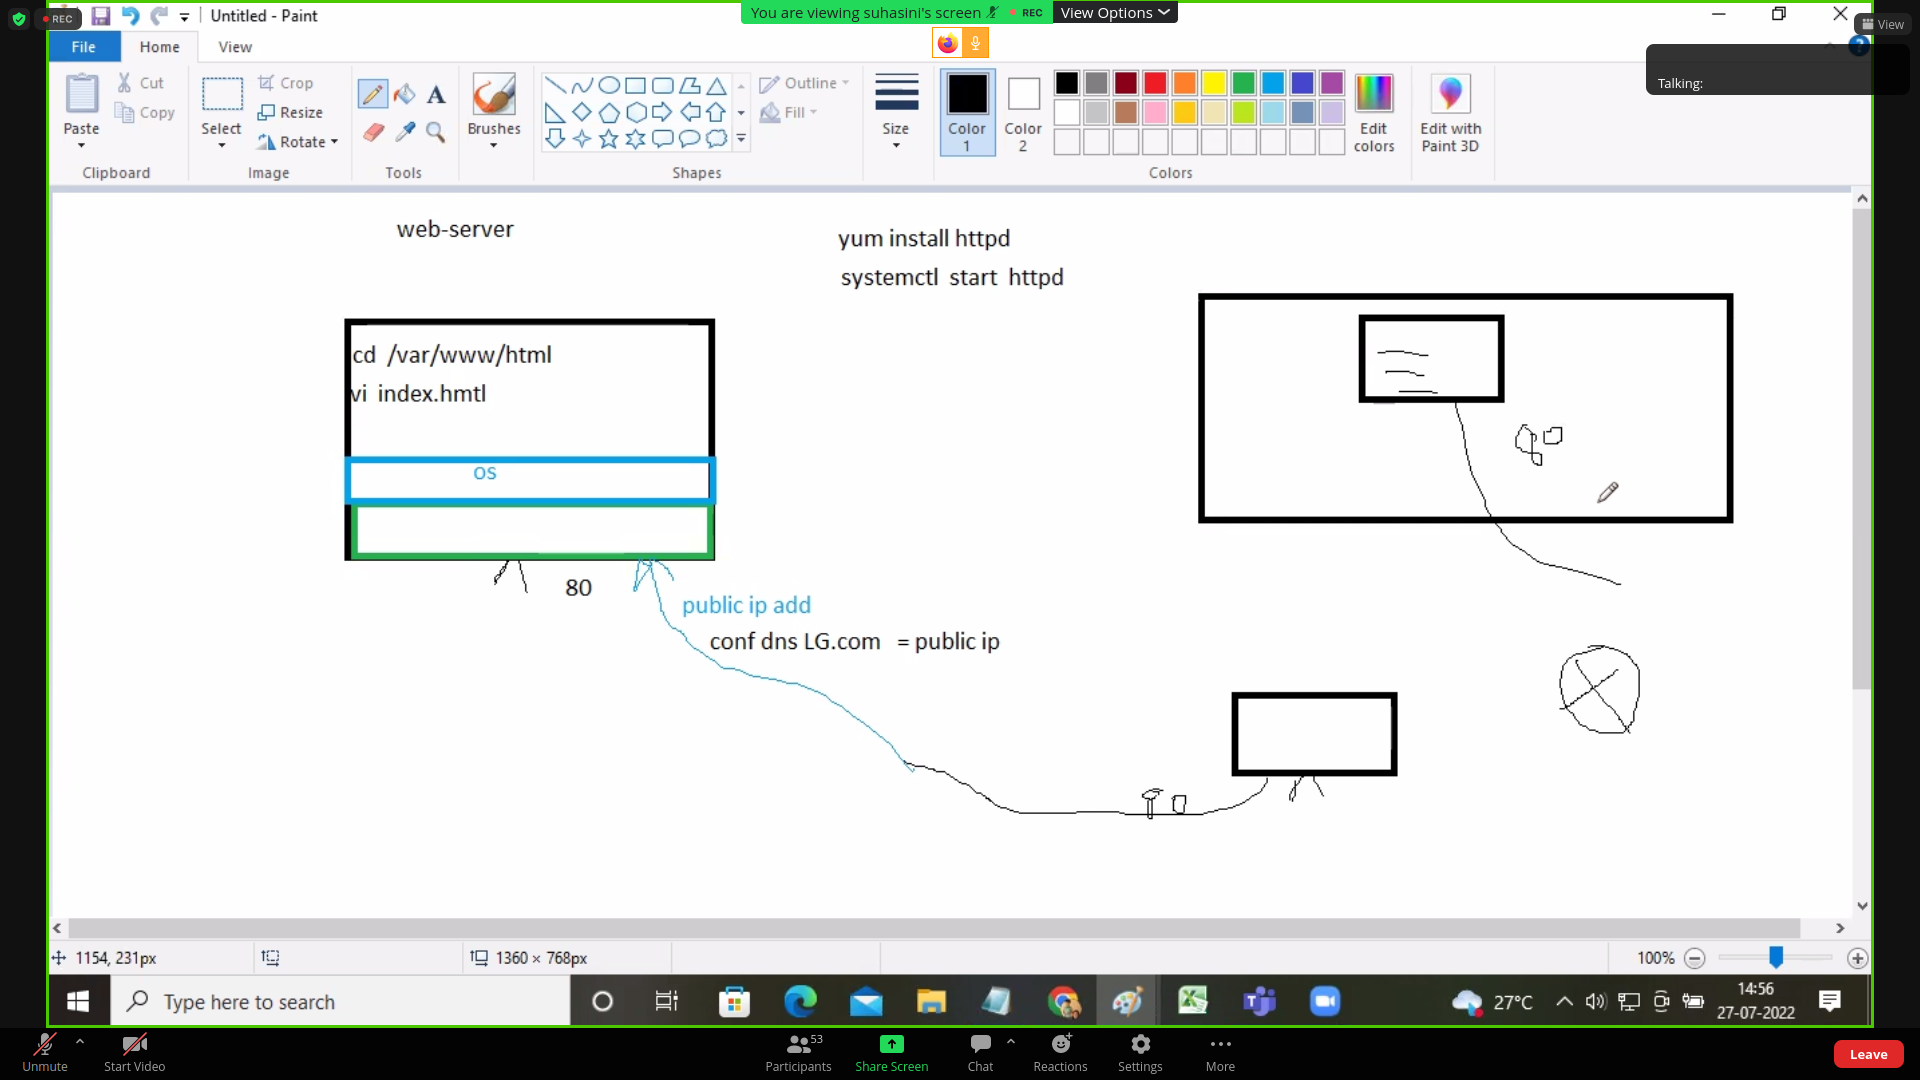 REC
Untitled - Paint
You are viewing suhasini's screen
REC
View Options
View
File
Home
View
Talking:
Paste
Cut
Copy
Clipboard
Select
Crop
Resize
Rotate
Image
A
Tools
Brushes
Shapes
Outline
Fill
Size
Color 1
Color 2
Colors
Edit colors
Edit with Paint 3D
web-server
yum install httpd
systemctl start httpd
cd /var/www/html
vi index.hmtl
OS
80
public ip add
conf dns LG.com = public ip
1154, 231px
1360 × 768px
100%
Type here to search
27°C
14:56
27-07-2022
Unmute
Start Video
Participants
53
Share Screen
Chat
Reactions
Settings
More
Leave